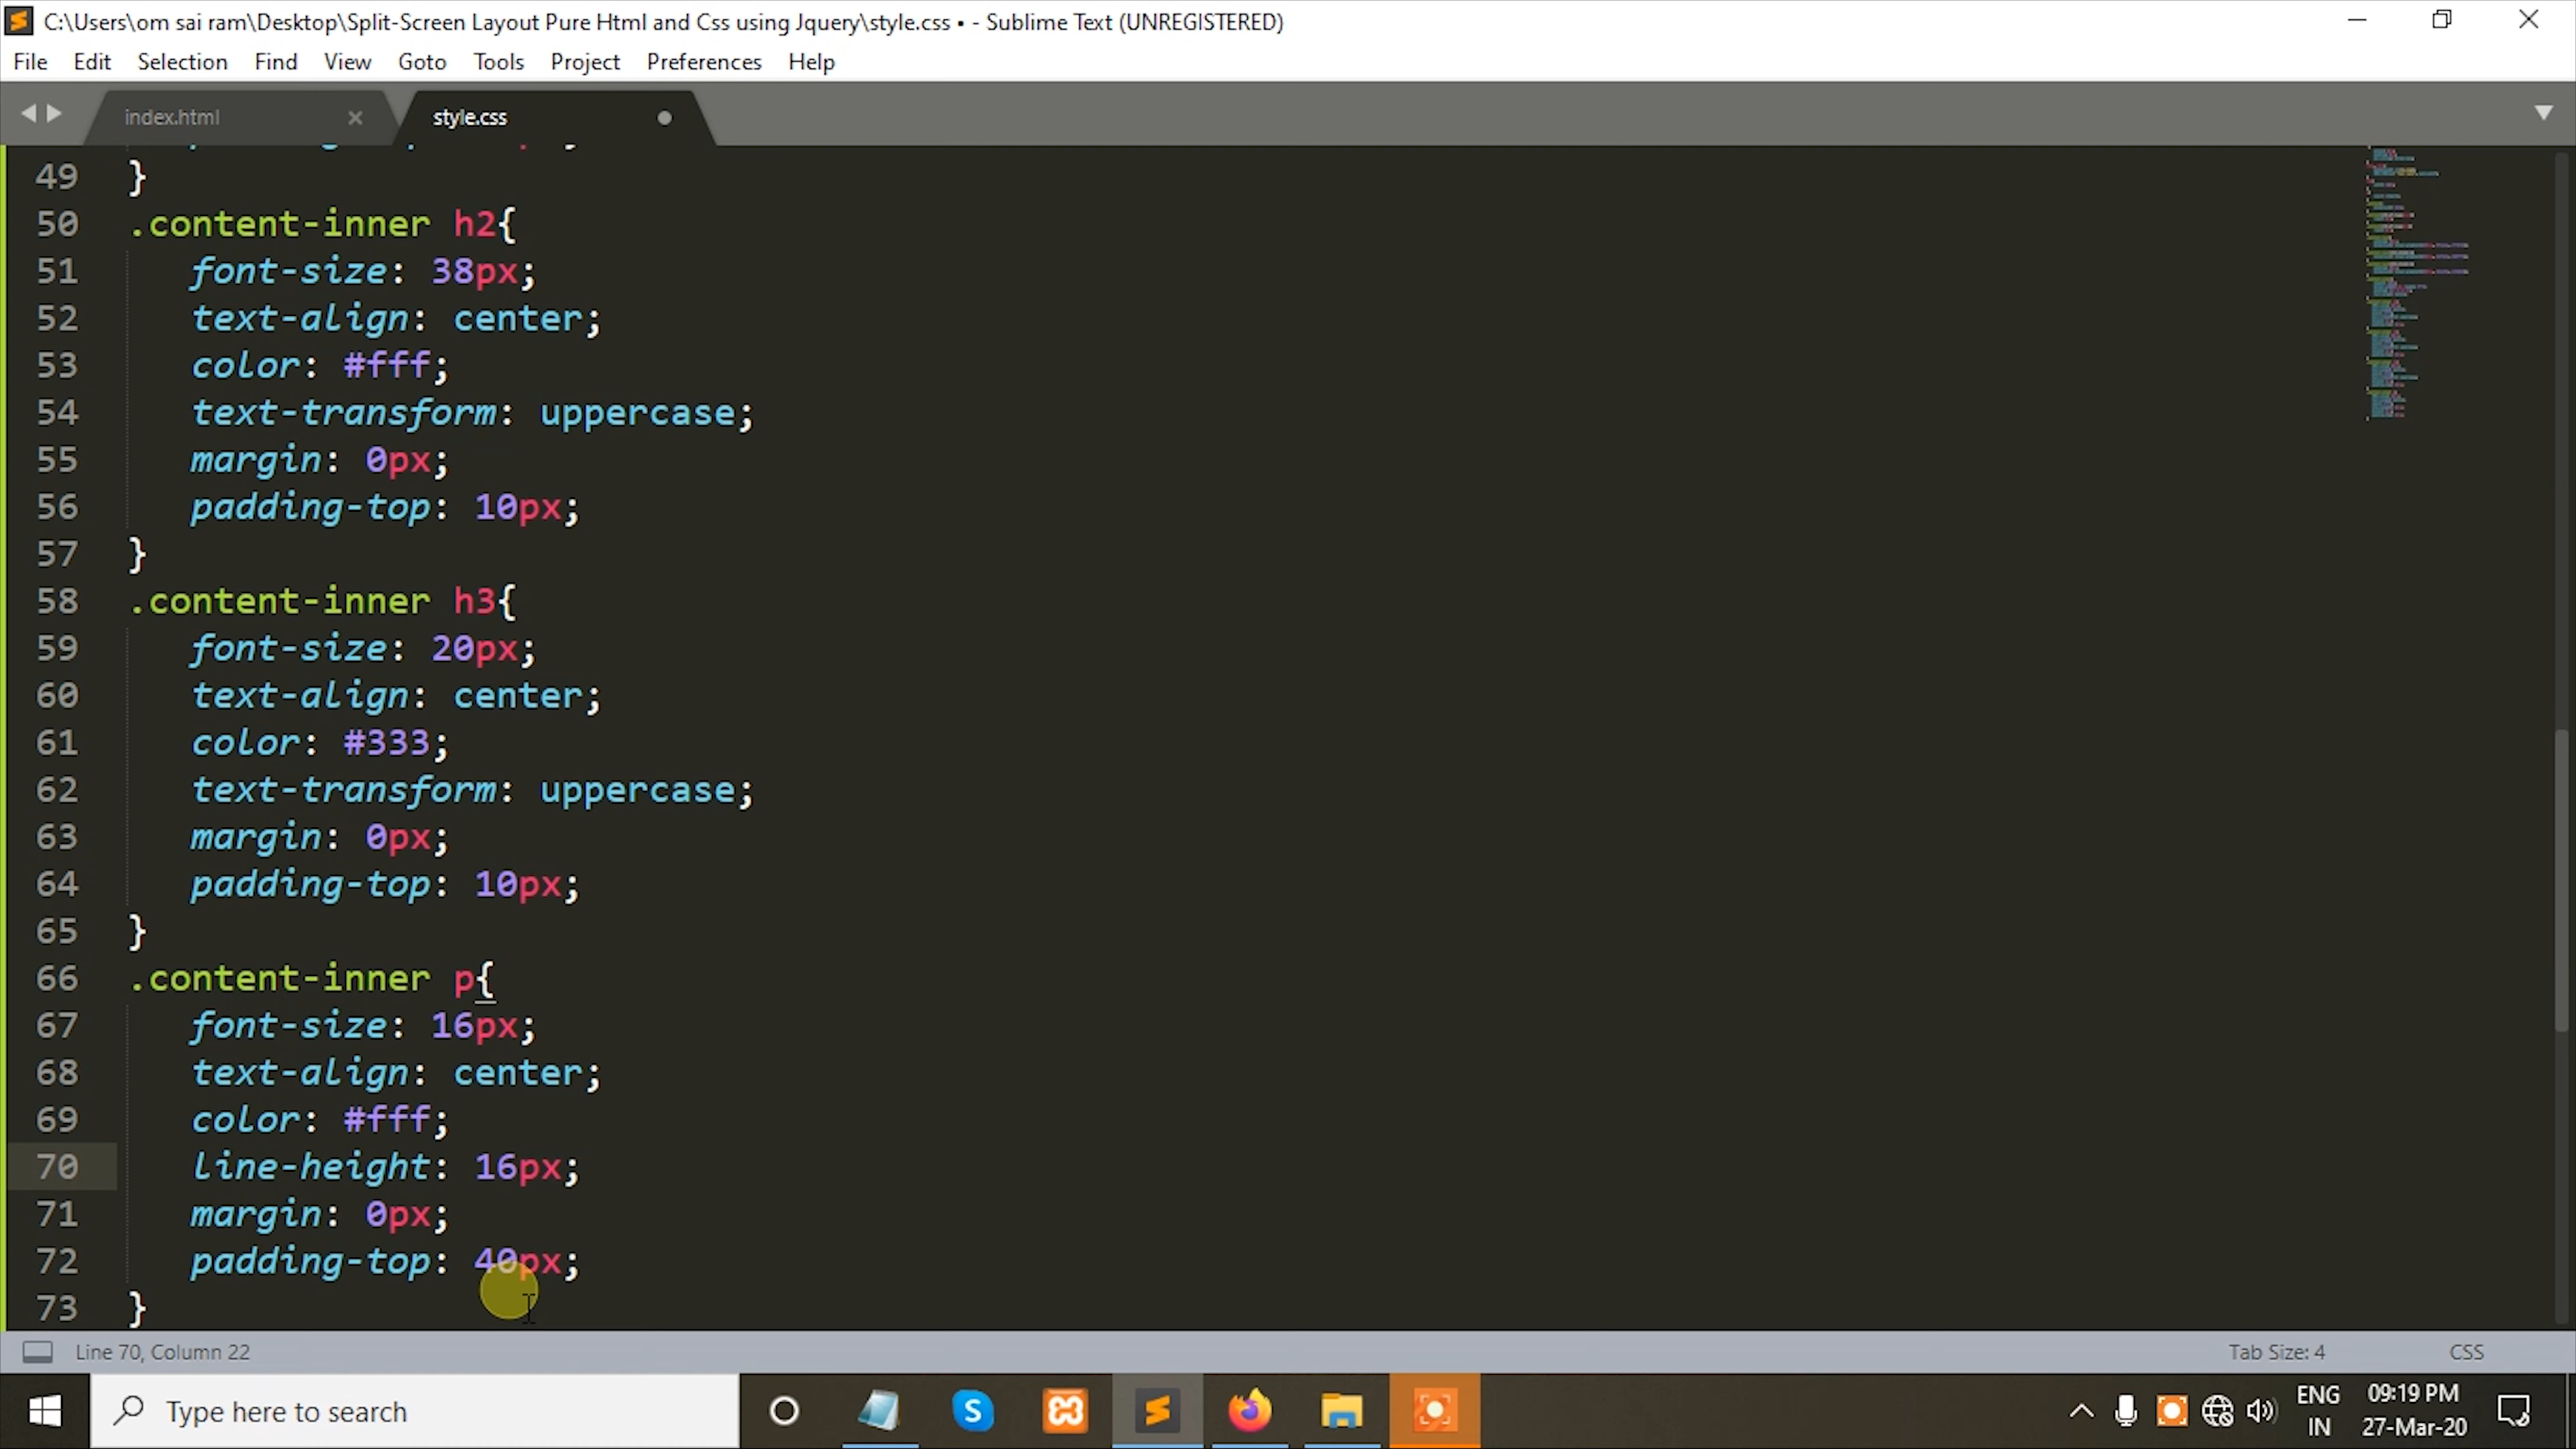 C:\Users\om sai ram\Desktop\Split-Screen Layout Pure Html and Css using Jquery\style.css • - Sublime Text (UNREGISTERED)
File Edit Selection Find View Goto Tools Project Preferences Help
index.html style.css
49 }
50 .content-inner h2{
51 font-size: 38px;
52 text-align: center;
53 color: #fff;
54 text-transform: uppercase;
55 margin: 0px;
56 padding-top: 10px;
57 }
58 .content-inner h3{
59 font-size: 20px;
60 text-align: center;
61 color: #333;
62 text-transform: uppercase;
63 margin: 0px;
64 padding-top: 10px;
65 }
66 .content-inner p{
67 font-size: 16px;
68 text-align: center;
69 color: #fff;
70 line-height: 16px;
71 margin: 0px;
72 padding-top: 40px;
73 }
Line 70, Column 22 Tab Size: 4 CSS
Type here to search
ENG 09:19 PM
IN 27-Mar-20